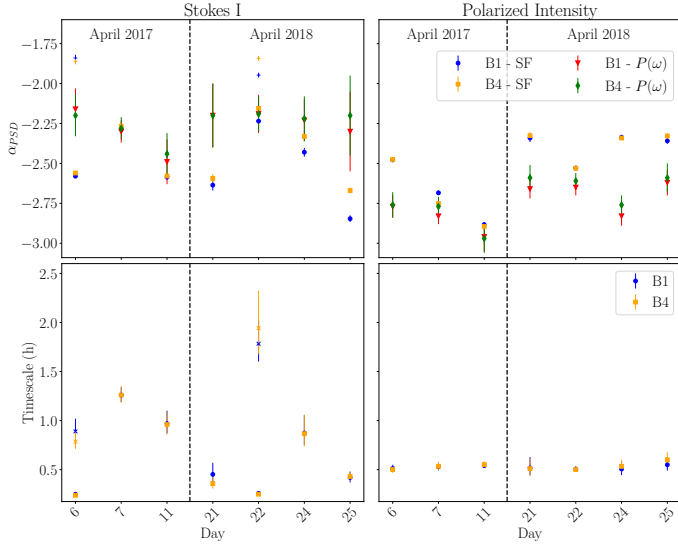 Stokes I
Polarized Intensity
April 2017
April 2018
April 2017
April 2018
B1 - SF
B1 - P(ω)
B4 - SF
B4 - P(ω)
α_PSD
−1.75
−2.00
−2.25
−2.50
−2.75
−3.00
B1
B4
Timescale (h)
2.5
2.0
1.5
1.0
0.5
6
7
11
21
22
24
25
6
7
11
21
22
24
25
Day
Day